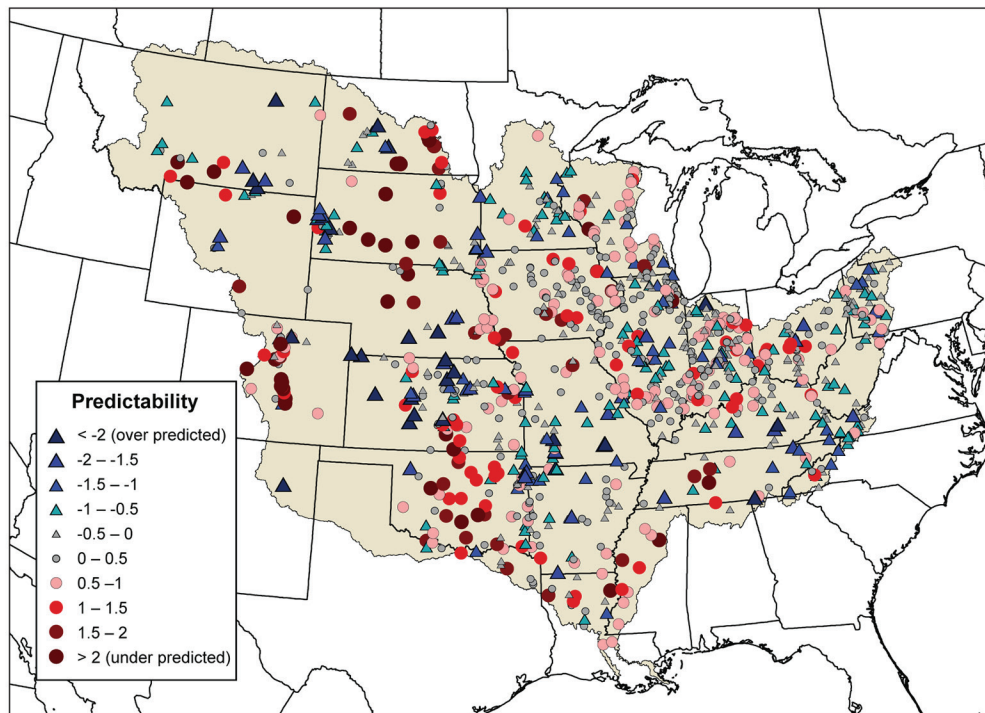 Predictability
< -2 (over predicted)
-2 – -1.5
-1.5 – -1
-1 – -0.5
-0.5 – 0
0 – 0.5
0.5 –1
1 – 1.5
1.5 – 2
> 2 (under predicted)